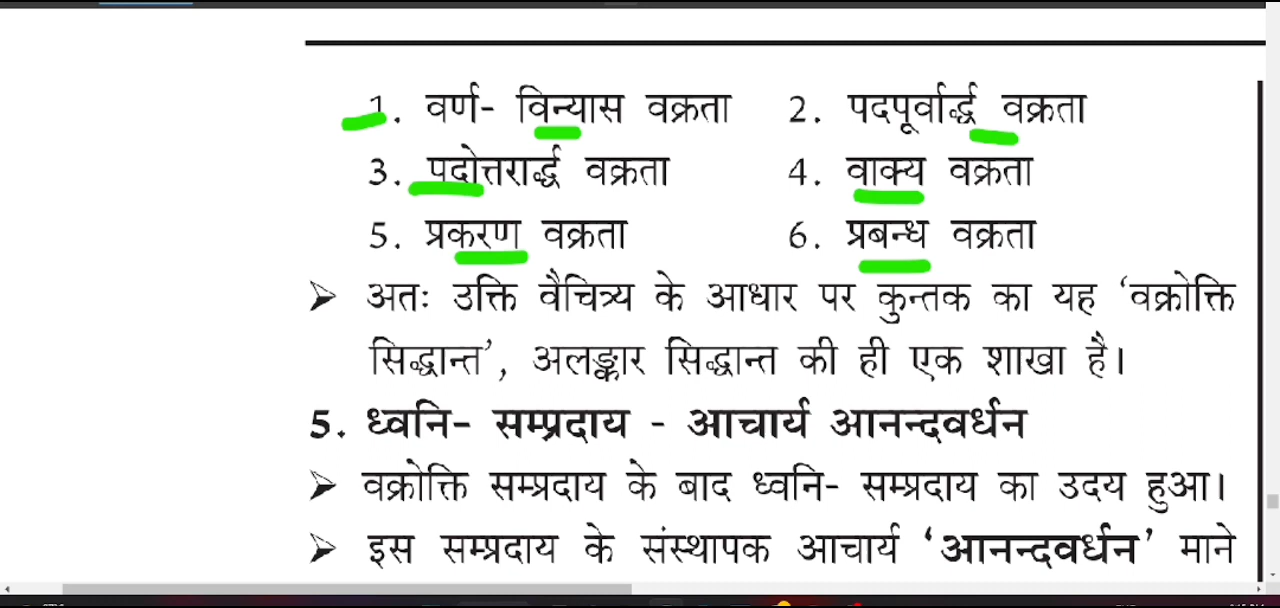 1. वर्ण- विन्यास वक्रता 2. पदपूर्वार्द्ध वक्रता
3. पदोत्तरार्द्ध वक्रता 4. वाक्य वक्रता
5. प्रकरण वक्रता 6. प्रबन्ध वक्रता
➢ अतः उक्ति वैचित्र्य के आधार पर कुन्तक का यह ‘वक्रोक्ति
सिद्धान्त’, अलङ्कार सिद्धान्त की ही एक शाखा है।
5. ध्वनि- सम्प्रदाय - आचार्य आनन्दवर्धन
➢ वक्रोक्ति सम्प्रदाय के बाद ध्वनि- सम्प्रदाय का उदय हुआ।
➢ इस सम्प्रदाय के संस्थापक आचार्य ‘आनन्दवर्धन’ माने